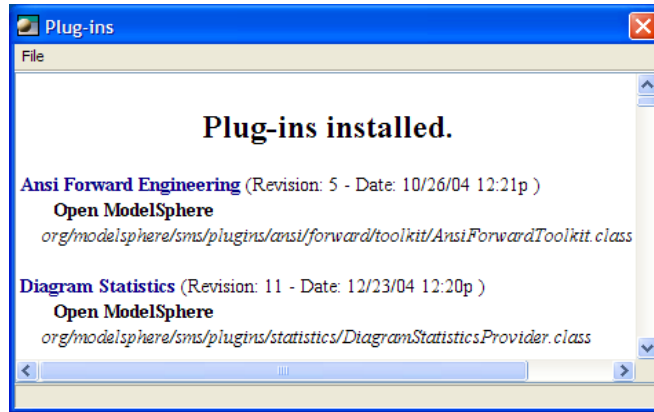 Plug-ins
File
Plug-ins installed.
Ansi Forward Engineering (Revision: 5 - Date: 10/26/04 12:21p )
Open ModelSphere
org/modelsphere/sms/plugins/ansi/forward/toolkit/AnsiForwardToolkit.class
Diagram Statistics (Revision: 11 - Date: 12/23/04 12:20p )
Open ModelSphere
org/modelsphere/sms/plugins/statistics/DiagramStatisticsProvider.class